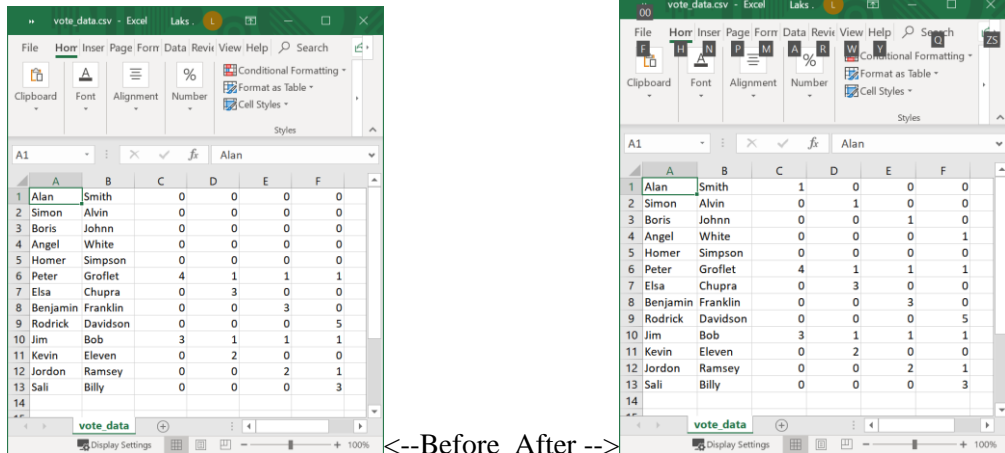 vote_data.csv - Excel Laks . L
File Hom Inser Page Form Data Revie View Help Search
Clipboard Font Alignment Number
Conditional Formatting
Format as Table
Cell Styles
Styles
A1 fx Alan
A B C D E F
1 Alan Smith 0 0 0 0
2 Simon Alvin 0 0 0 0
3 Boris Johnn 0 0 0 0
4 Angel White 0 0 0 0
5 Homer Simpson 0 0 0 0
6 Peter Groflet 4 1 1 1
7 Elsa Chupra 0 3 0 0
8 Benjamin Franklin 0 0 3 0
9 Rodrick Davidson 0 0 0 5
10 Jim Bob 3 1 1 1
11 Kevin Eleven 0 2 0 0
12 Jordon Ramsey 0 0 2 1
13 Sali Billy 0 0 0 3
14
vote_data
Display Settings - + 100%
<--Before After -->
00 vote_data.csv - Excel Laks . L
File Hom Inser Page Form Data Revie View Help Search
F H N P M A R W Y Q ZS
Clipboard Font Alignment Number
Conditional Formatting
Format as Table
Cell Styles
Styles
A1 fx Alan
A B C D E F
1 Alan Smith 1 0 0 0
2 Simon Alvin 0 1 0 0
3 Boris Johnn 0 0 1 0
4 Angel White 0 0 0 1
5 Homer Simpson 0 0 0 0
6 Peter Groflet 4 1 1 1
7 Elsa Chupra 0 3 0 0
8 Benjamin Franklin 0 0 3 0
9 Rodrick Davidson 0 0 0 5
10 Jim Bob 3 1 1 1
11 Kevin Eleven 0 2 0 0
12 Jordon Ramsey 0 0 2 1
13 Sali Billy 0 0 0 3
14
vote_data
Display Settings - + 100%